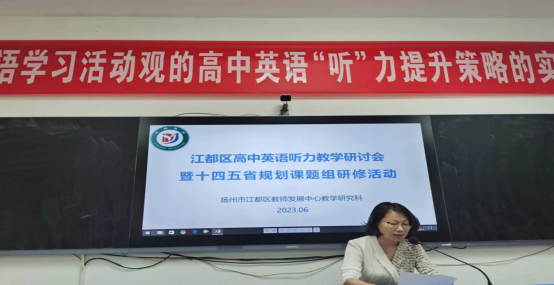 语学习活动观的高中英语“听”力提升策略的实
江都区高中英语听力教学研讨会
暨十四五省规划课题组研修活动
扬州市江都区教师发展中心教学研究科
2023.06